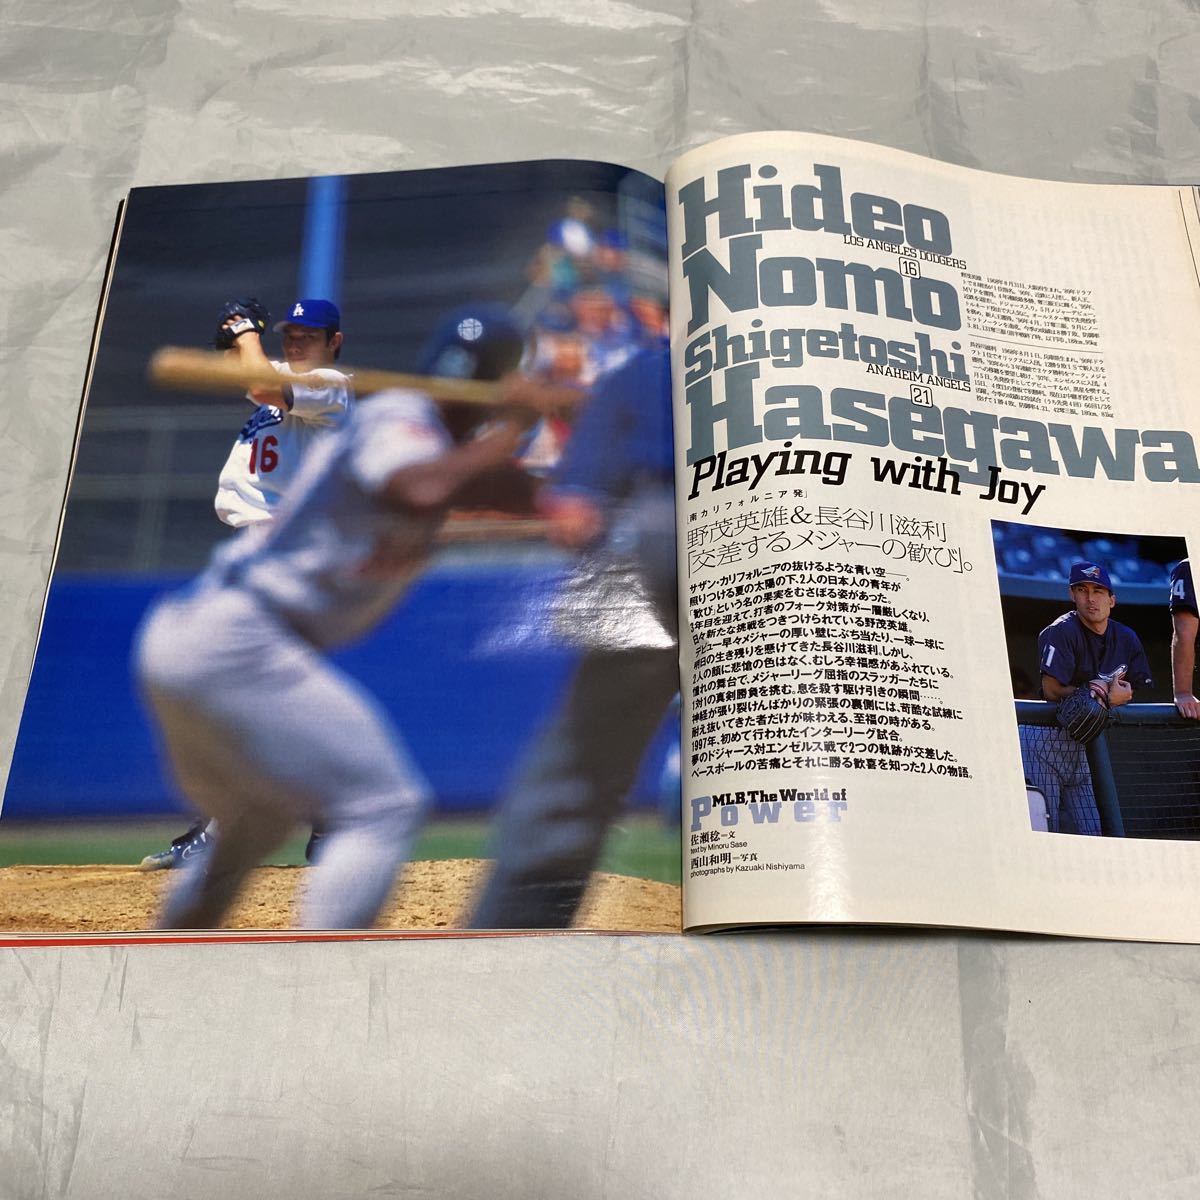 Hideo
LOS ANGELES DODGERS
16
Nomo
Shigetoshi
ANAHEIM ANGELS
21
Hasegawa
Playing with Joy
「南カリフォルニア発」
野茂英雄&長谷川滋利
「交差するメジャーの歓び」。
サザン・カリフォルニアの抜けるような青い空——。
照りつける夏の太陽の下、2人の日本人の青年が
「歓び」という名の果実をむさぼる姿があった。
3年目を迎えて、打者のフォーク対策が一層厳しくなり、
日々新たな挑戦をつきつけられている野茂英雄。
デビュー早々メジャーの厚い壁にぶち当たり、一球一球に
明日の生き残りを懸けてきた長谷川滋利。しかし、
2人の顔に悲愴の色はなく、むしろ幸福感があふれている。
憧れの舞台で、メジャーリーグ屈指のスラッガーたちに
1対1の真剣勝負を挑む。息を殺す駆け引きの瞬間……。
神経が張り裂けんばかりの緊張の裏側には、苛酷な試練に
耐え抜いてきた者だけが味わえる、至福の時がある。
1997年、初めて行われたインターリーグ試合。
夢のドジャース対エンゼルス戦で2つの軌跡が交差した。
ベースボールの苦痛とそれに勝る歓喜を知った2人の物語。
MLB, The World of
Power
佐瀬稔=文
text by Minoru Sase
西山和明=写真
photographs by Kazuaki Nishiyama
LA
16
1
4